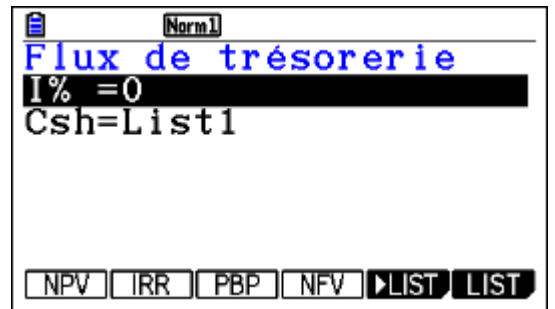 Norm1
Flux de trésorerie
I% =0
Csh=List1
NPV IRR PBP NFV ▶LIST LIST